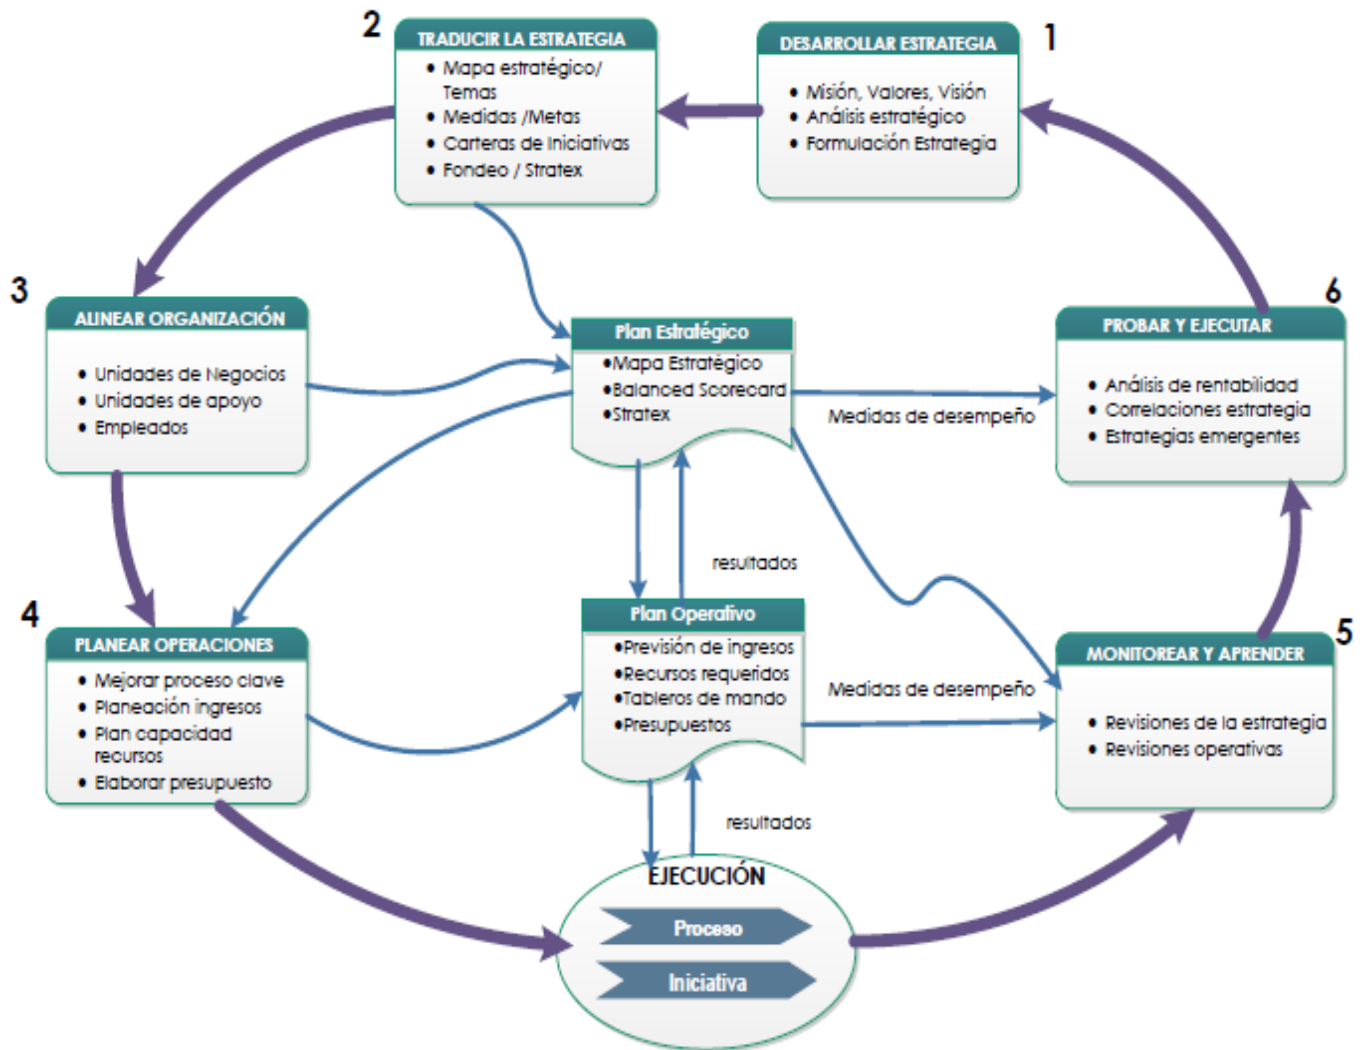 2
TRADUCIR LA ESTRATEGIA
• Mapa estratégico/
Temas
• Medidas /Metas
• Carteras de Iniciativas
• Fondeo / Stratex
1
DESARROLLAR ESTRATEGIA
• Misión, Valores, Visión
• Análisis estratégico
• Formulación Estrategia
3
ALINEAR ORGANIZACIÓN
• Unidades de Negocios
• Unidades de apoyo
• Empleados
Plan Estratégico
•Mapa Estratégico
•Balanced Scorecard
•Stratex
Medidas de desempeño
6
PROBAR Y EJECUTAR
• Análisis de rentabilidad
• Correlaciones estrategia
• Estrategias emergentes
resultados
4
PLANEAR OPERACIONES
• Mejorar proceso clave
• Planeación ingresos
• Plan capacidad
recursos
• Elaborar presupuesto
Plan Operativo
•Previsión de ingresos
•Recursos requeridos
•Tableros de mando
•Presupuestos
Medidas de desempeño
5
MONITOREAR Y APRENDER
• Revisiones de la estrategia
• Revisiones operativas
resultados
EJECUCIÓN
Proceso
Iniciativa